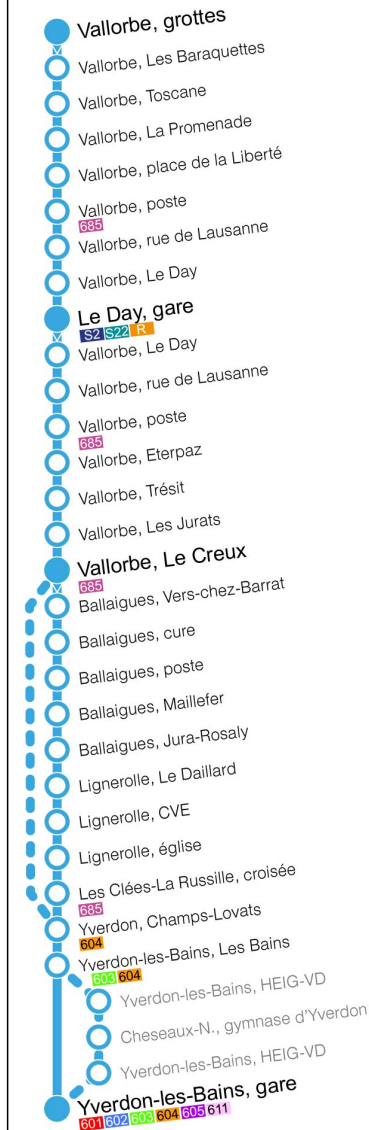 Vallorbe, grottes
Vallorbe, Les Baraquettes
Vallorbe, Toscane
Vallorbe, La Promenade
Vallorbe, place de la Liberté
Vallorbe, poste
685
Vallorbe, rue de Lausanne
Vallorbe, Le Day
Le Day, gare
S2 S22 R
Vallorbe, Le Day
Vallorbe, rue de Lausanne
Vallorbe, poste
685
Vallorbe, Eterpaz
Vallorbe, Trésit
Vallorbe, Les Jurats
Vallorbe, Le Creux
685
Ballaigues, Vers-chez-Barrat
Ballaigues, cure
Ballaigues, poste
Ballaigues, Maillefer
Ballaigues, Jura-Rosaly
Lignerolle, Le Daillard
Lignerolle, CVE
Lignerolle, église
Les Clées-La Russille, croisée
685
Yverdon, Champs-Lovats
604
Yverdon-les-Bains, Les Bains
603 604
Yverdon-les-Bains, HEIG-VD
Cheseaux-N., gymnase d'Yverdon
Yverdon-les-Bains, HEIG-VD
Yverdon-les-Bains, gare
601 602 603 604 605 611